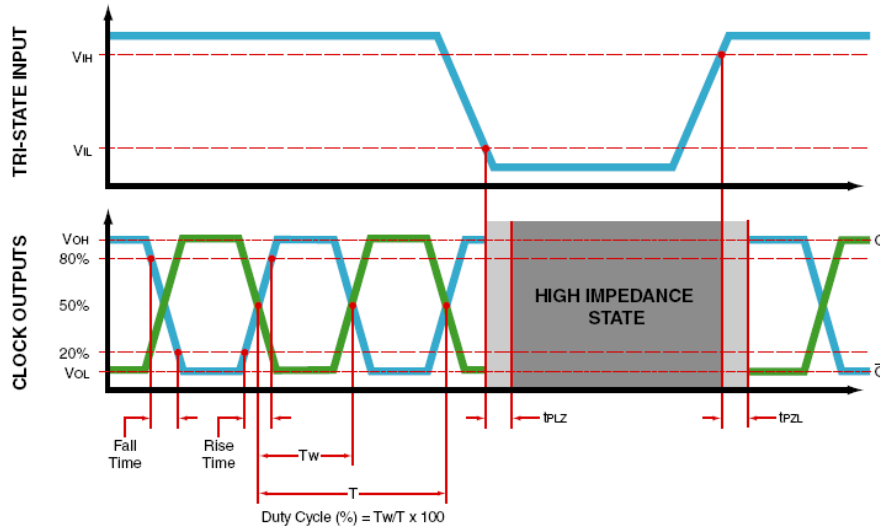 TRI-STATE INPUT
VIH
VIL
CLOCK OUTPUTS
VOH
80%
50%
20%
VOL
HIGH IMPEDANCE
STATE
Fall
Time
Rise
Time
Tw
T
tPLZ
tPZL
Duty Cycle (%) = Tw/T x 100